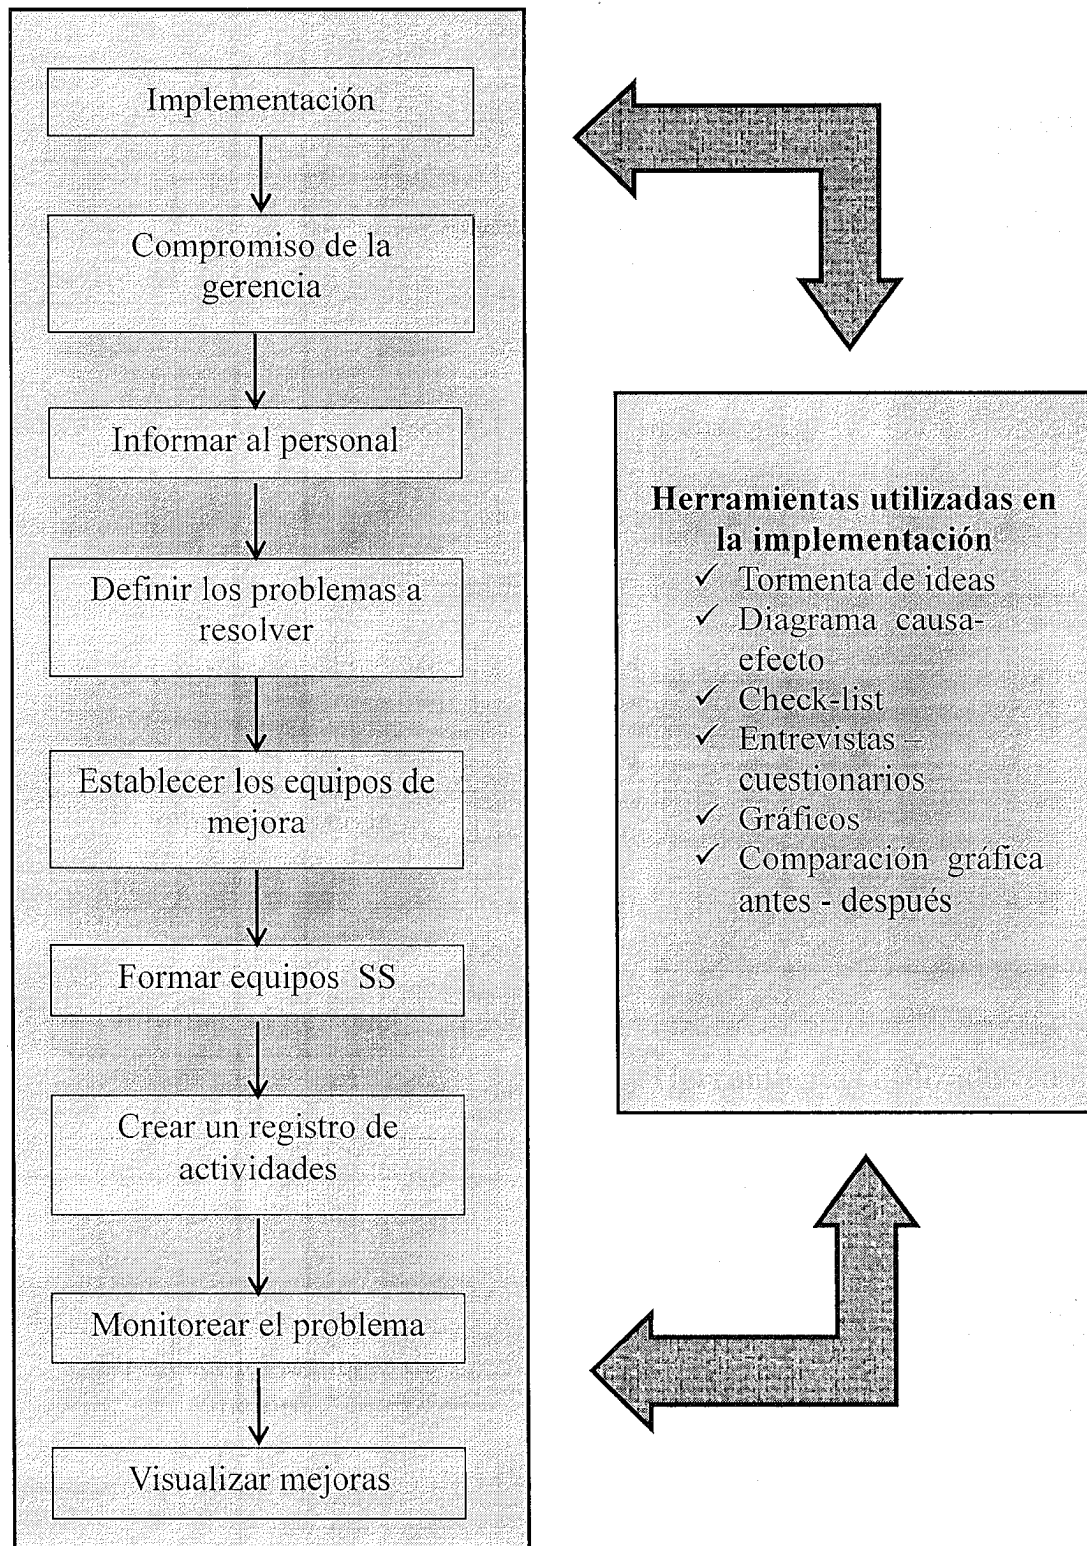 Implementación
Compromiso de la
gerencia
Informar al personal
Definir los problemas a
resolver
Establecer los equipos de
mejora
Formar equipos SS
Crear un registro de
actividades
Monitorear el problema
Visualizar mejoras
Herramientas utilizadas en
la implementación
✓ Tormenta de ideas
✓ Diagrama causa-
efecto
✓ Check-list
✓ Entrevistas –
cuestionarios
✓ Gráficos
✓ Comparación gráfica
antes - después